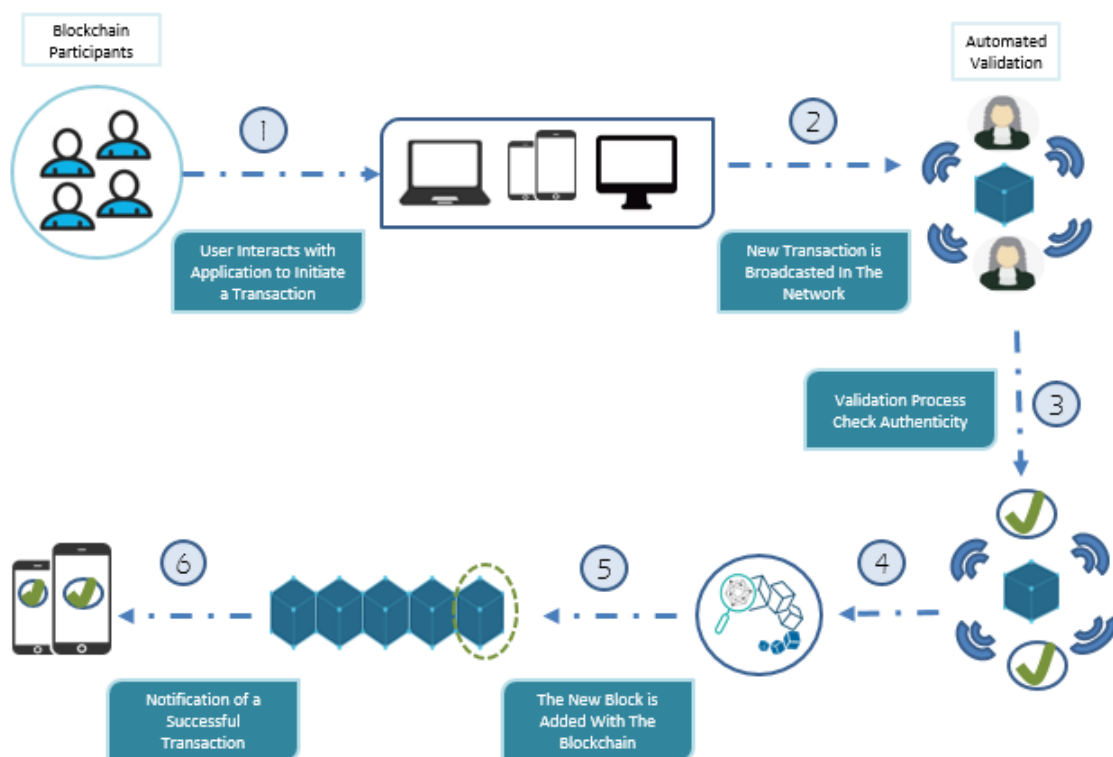 Blockchain
Participants
Automated
Validation
1
2
User Interacts with
Application to Initiate
a Transaction
New Transaction is
Broadcasted In The
Network
3
Validation Process
Check Authenticity
6
5
4
Notification of a
Successful
Transaction
The New Block is
Added With The
Blockchain